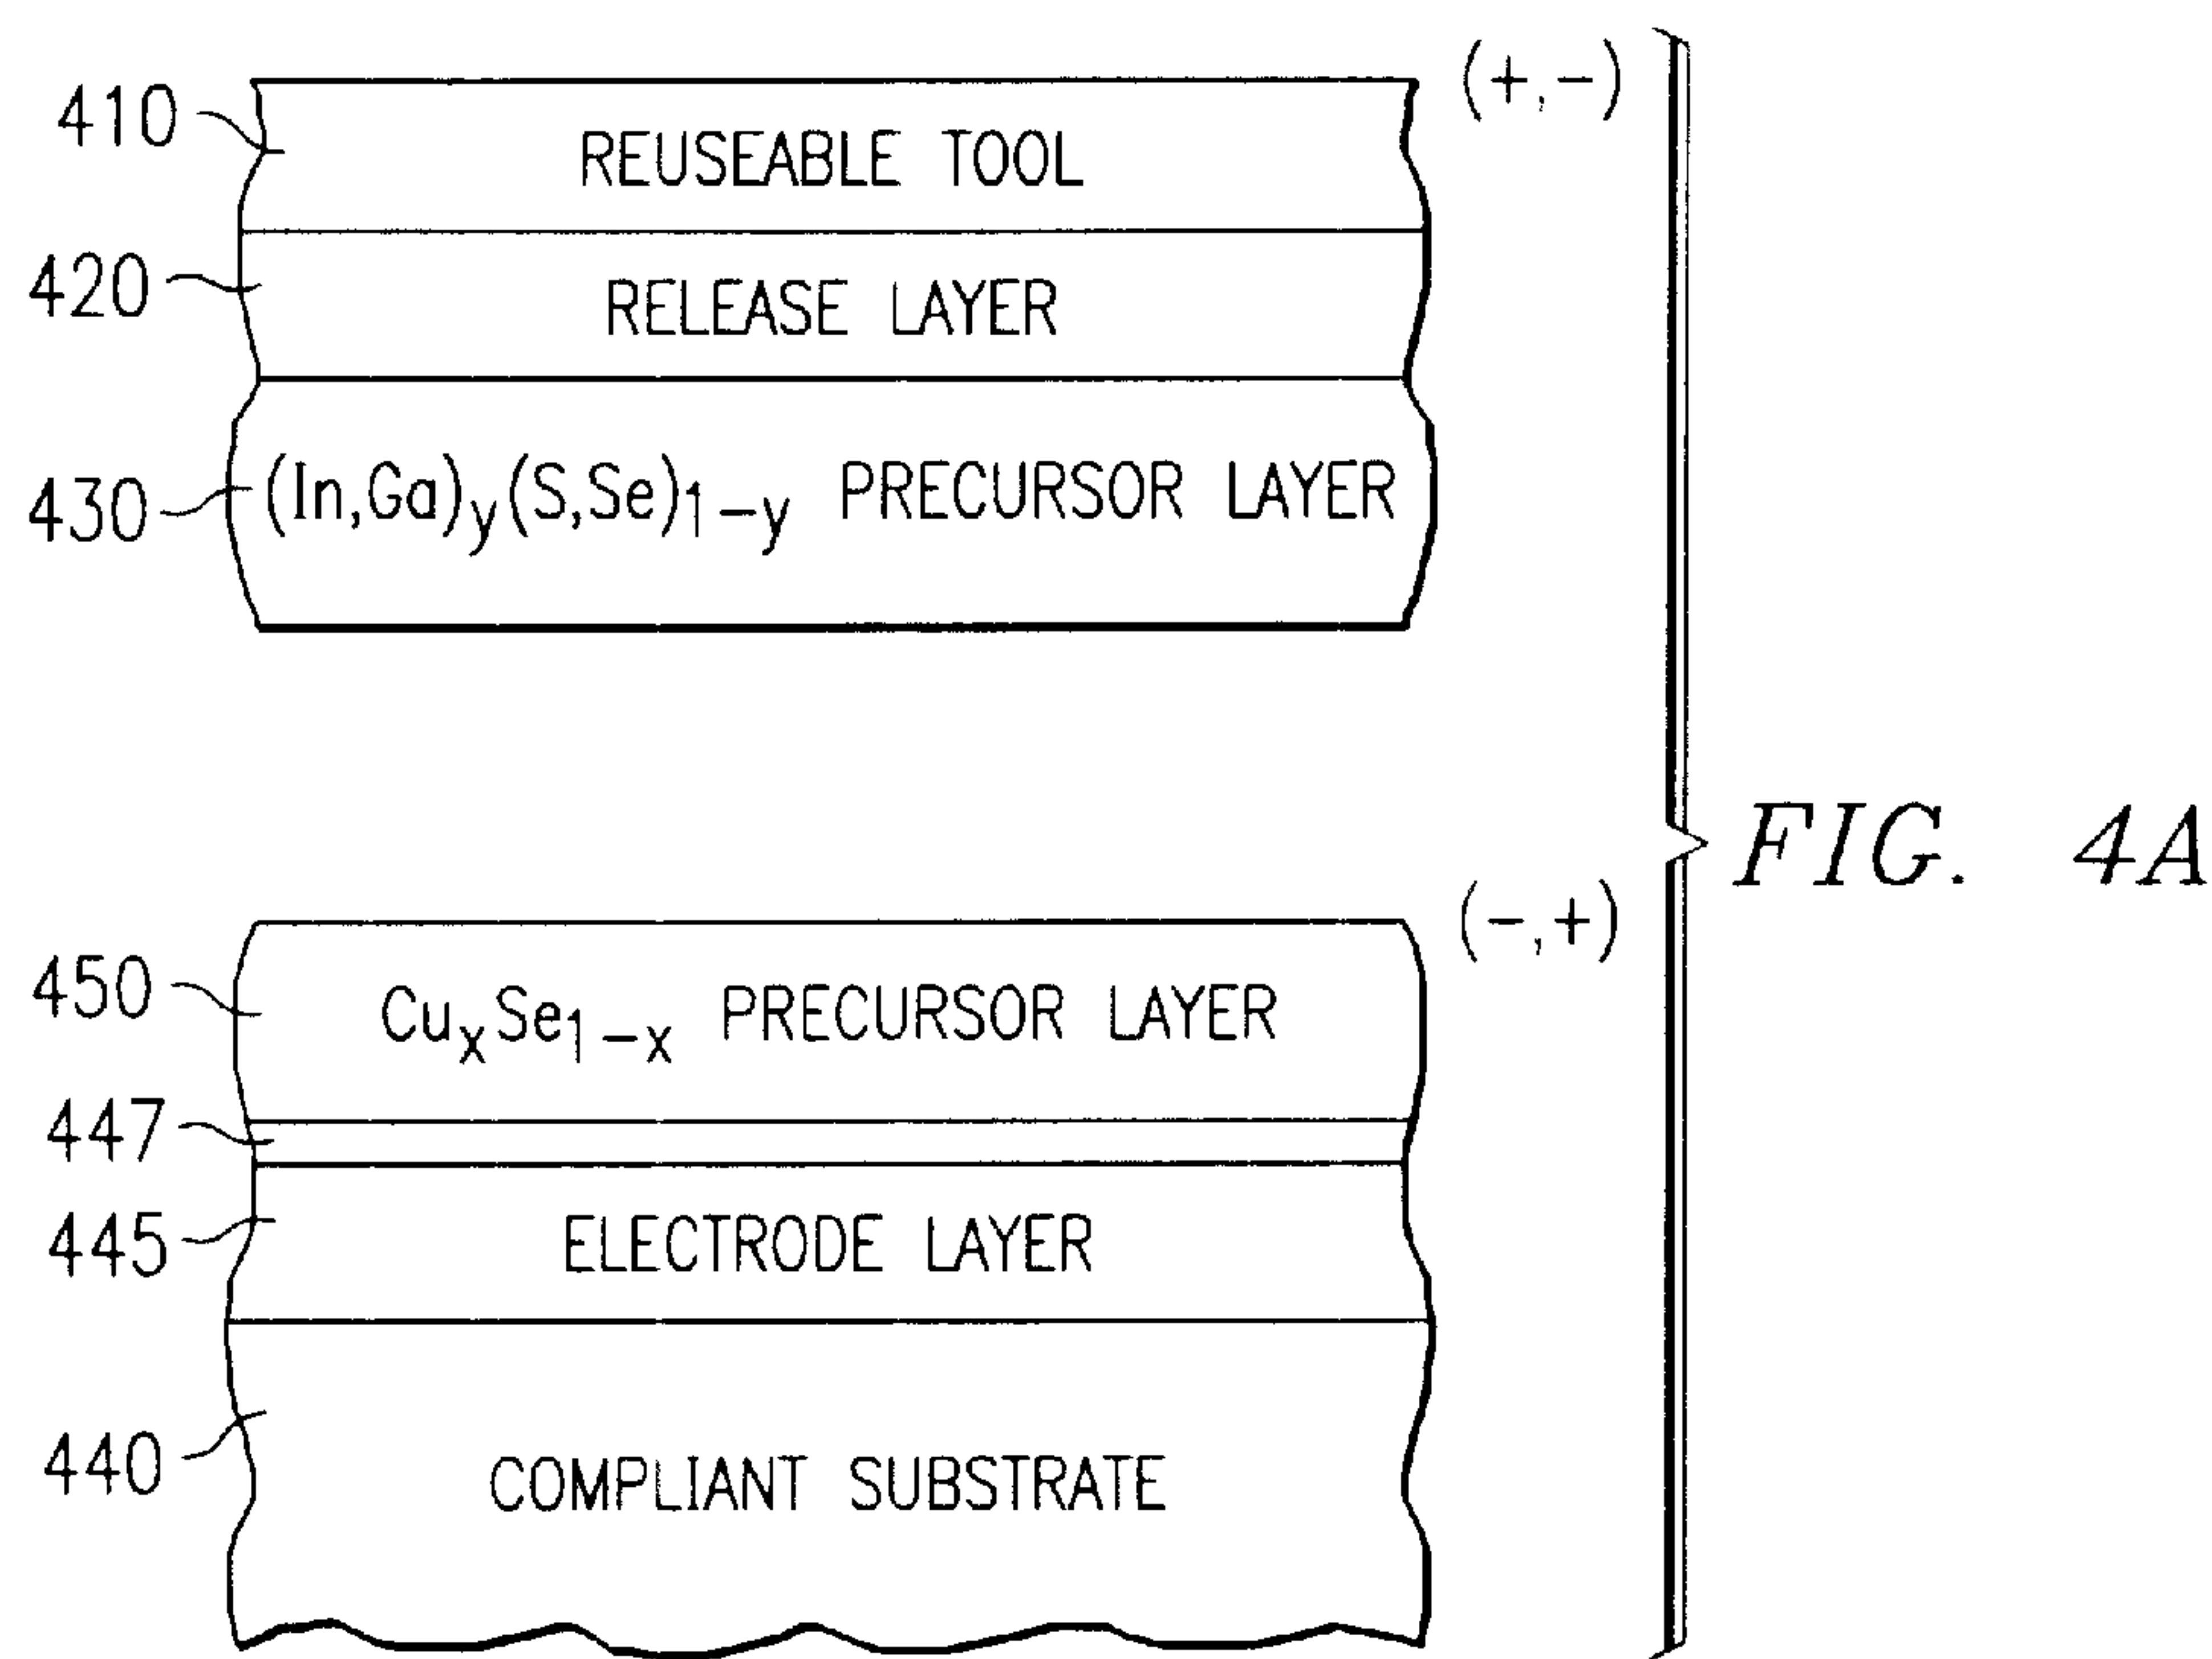 (+,-)
410
REUSEABLE TOOL
420
RELEASE LAYER
430
(In,Ga)y(S,Se)1-y PRECURSOR LAYER
FIG. 4A
(-,+)
450
CuxSe1-x PRECURSOR LAYER
447
445
ELECTRODE LAYER
440
COMPLIANT SUBSTRATE